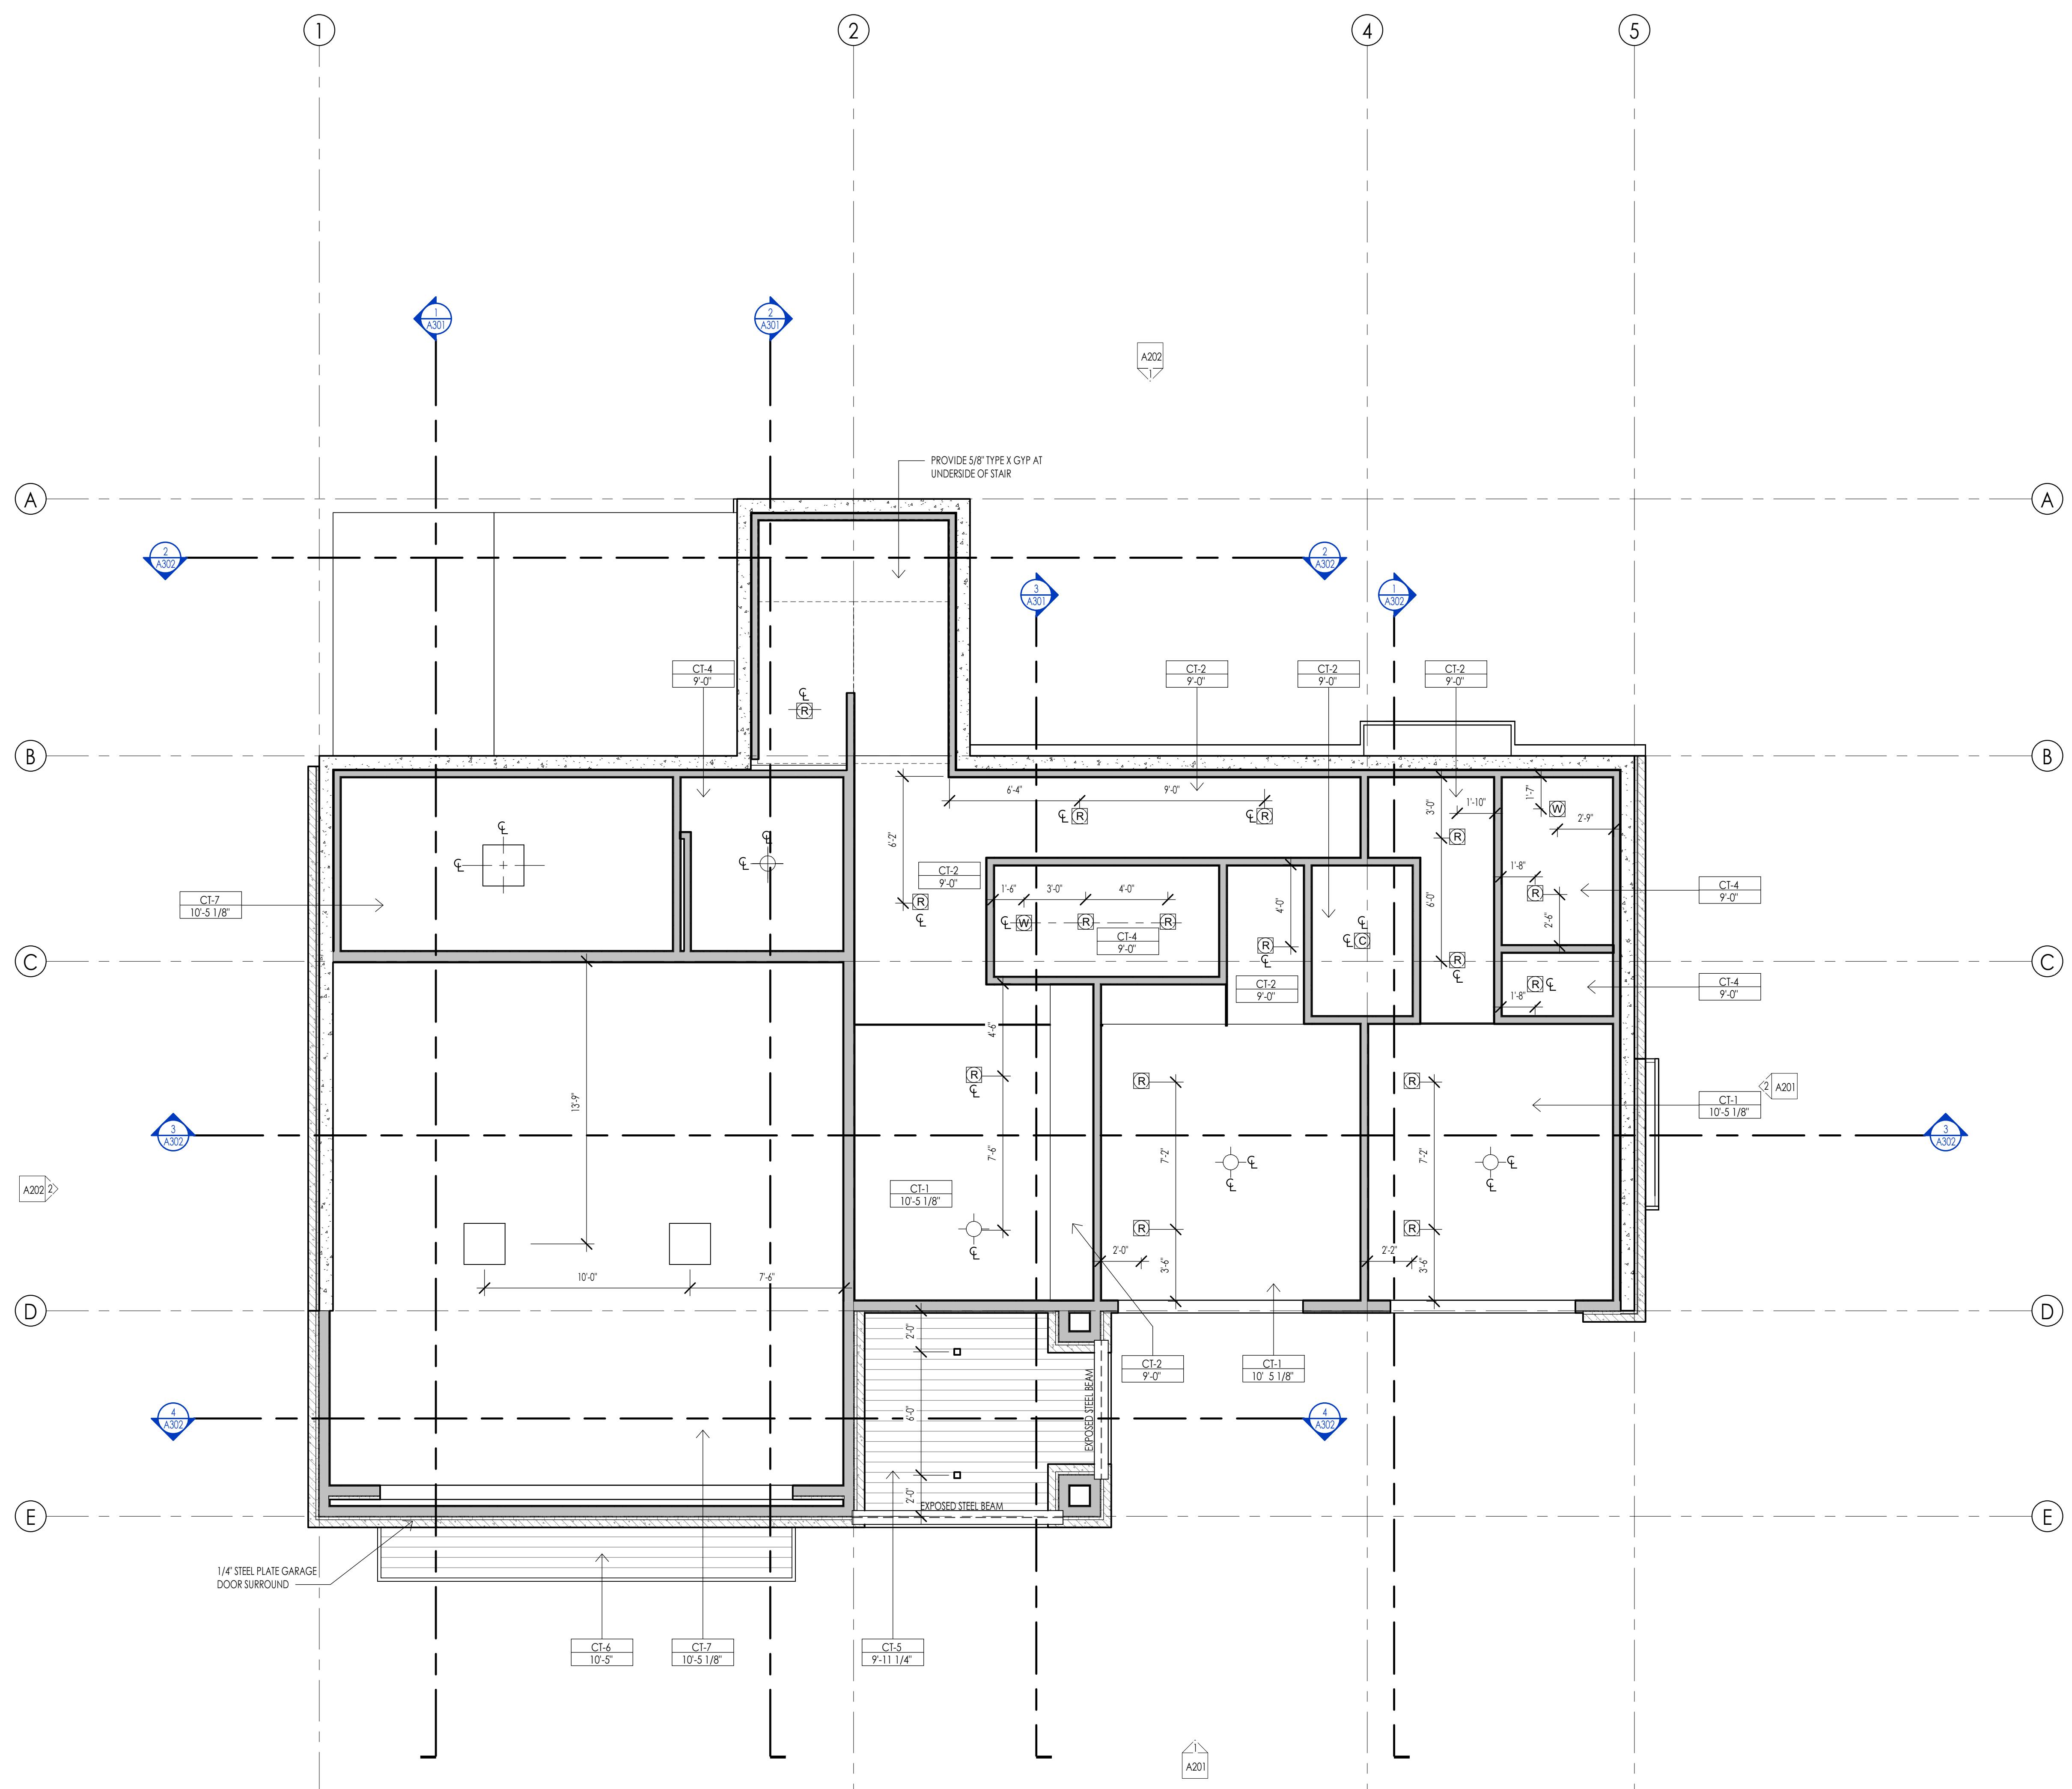 1
2
4
5
1
A301
2
A301
A202
1
PROVIDE 5/8" TYPE X GYP AT
UNDERSIDE OF STAIR
A
A
2
A302
2
A302
3
A301
1
A302
CT-4
9'-0"
CT-2
9'-0"
CT-2
9'-0"
CT-2
9'-0"
℄
R
B
B
6'-4"
9'-0"
3'-0"
1'-10"
1'-7"
W
℄ R
℄ R
R
2'-9"
6'-2"
℄
℄
℄
℄
CT-2
9'-0"
1'-8"
CT-7
10'-5 1/8"
1'-6"
3'-0"
4'-0"
4'-0"
6'-0"
R
CT-4
9'-0"
R
℄
℄ W
R
R
2'-6"
CT-4
9'-0"
℄
℄ C
R
℄
C
C
R
℄
CT-2
9'-0"
R ℄
1'-8"
CT-4
9'-0"
4'-6"
R
℄
R
R
2
A201
13'-9"
CT-1
10'-5 1/8"
3
A302
3
A302
7'-6"
7'-2"
7'-2"
℄
℄
℄
℄
A202
2
CT-1
10'-5 1/8"
℄
R
R
10'-0"
7'-6"
2'-0"
3'-6"
2'-2"
3'-6"
D
D
2'-0"
CT-2
9'-0"
CT-1
10' 5 1/8"
EXPOSED STEEL BEAM
4
A302
6'-0"
4
A302
2'-0"
EXPOSED STEEL BEAM
E
E
1/4" STEEL PLATE GARAGE
DOOR SURROUND
CT-6
10'-5"
CT-7
10'-5 1/8"
CT-5
9'-11 1/4"
1
A201